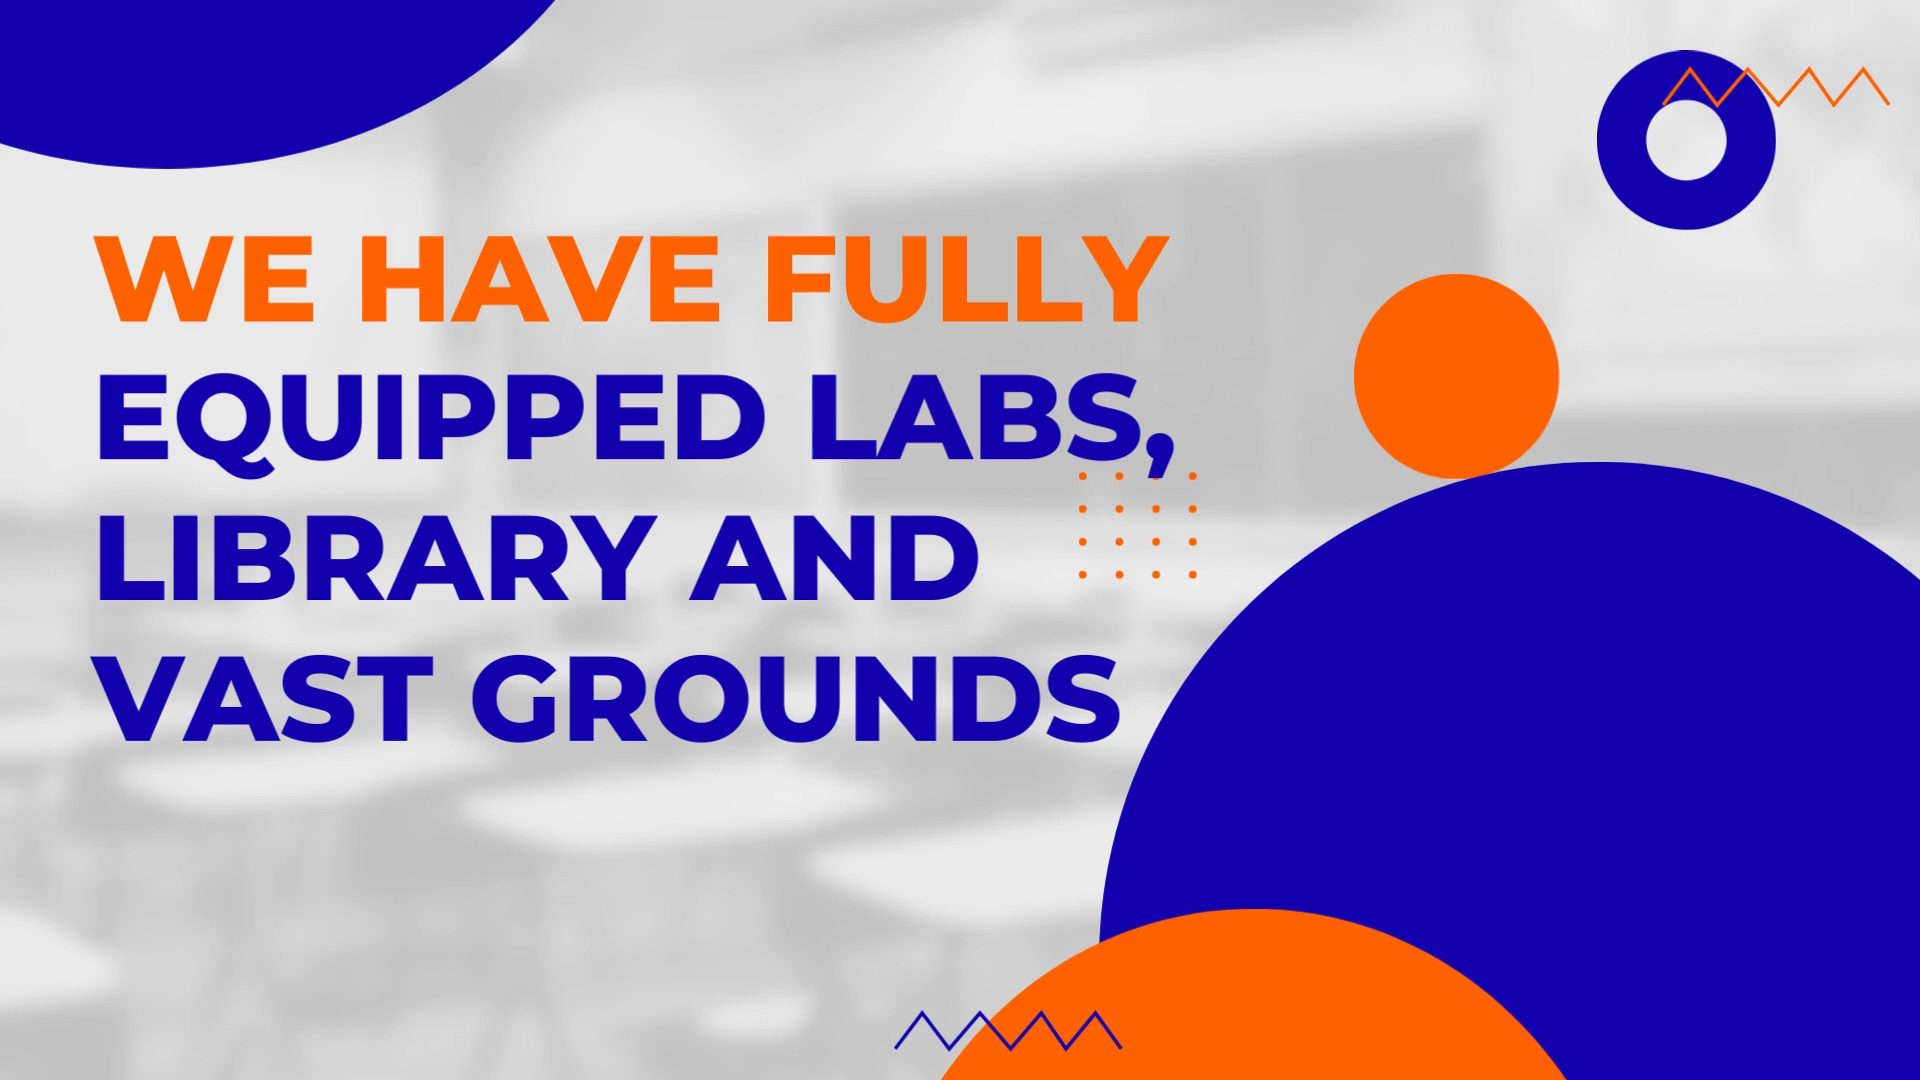 WE HAVE FULLY
EQUIPPED LABS,
LIBRARY AND
VAST GROUNDS